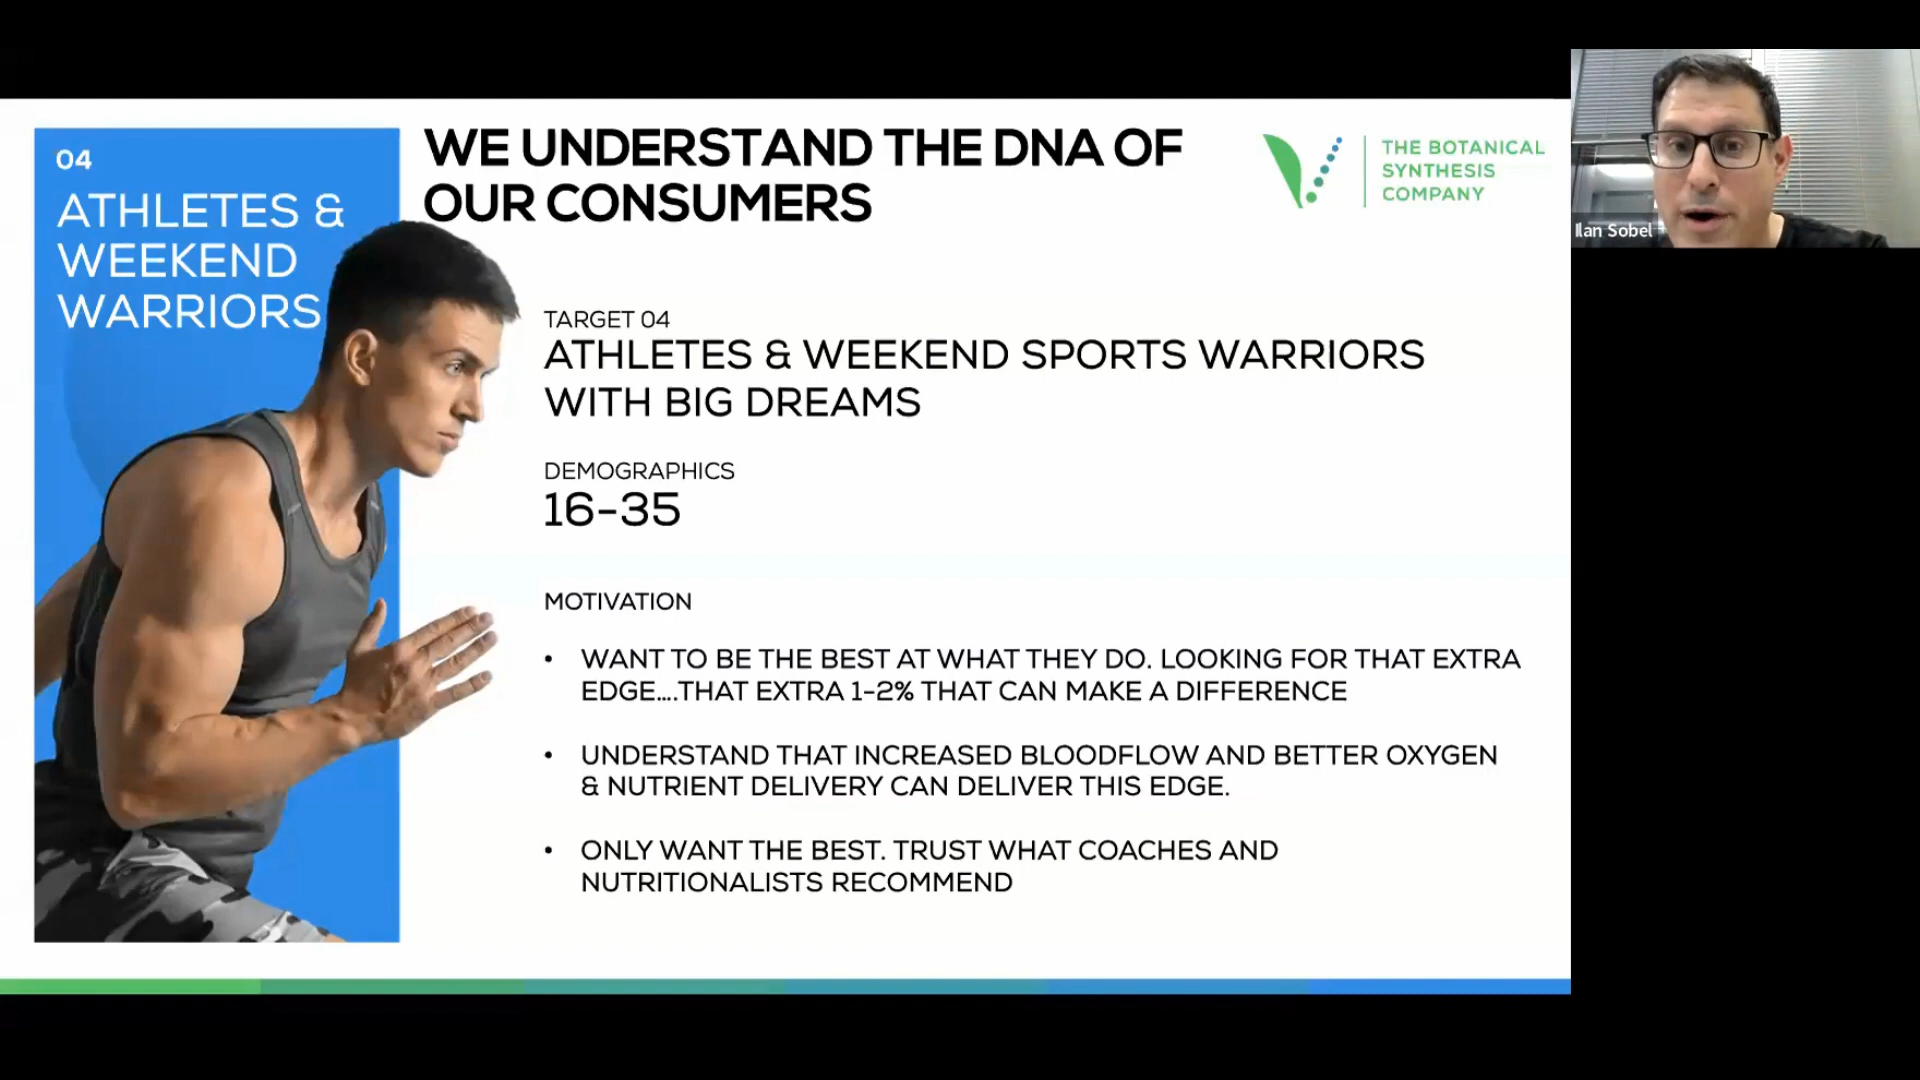 04
ATHLETES &
WEEKEND
WARRIORS
WE UNDERSTAND THE DNA OF
OUR CONSUMERS
THE BOTANICAL
SYNTHESIS
COMPANY
Ilan Sobel
TARGET 04
ATHLETES & WEEKEND SPORTS WARRIORS
WITH BIG DREAMS
DEMOGRAPHICS
16-35
MOTIVATION
• WANT TO BE THE BEST AT WHAT THEY DO. LOOKING FOR THAT EXTRA
EDGE....THAT EXTRA 1-2% THAT CAN MAKE A DIFFERENCE
• UNDERSTAND THAT INCREASED BLOODFLOW AND BETTER OXYGEN
& NUTRIENT DELIVERY CAN DELIVER THIS EDGE.
• ONLY WANT THE BEST. TRUST WHAT COACHES AND
NUTRITIONALISTS RECOMMEND